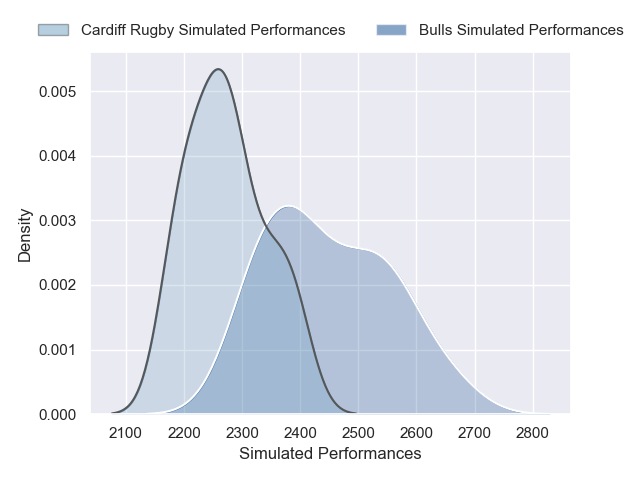 Cardiff Rugby Simulated Performances
Bulls Simulated Performances
Density
0.005
0.004
0.003
0.002
0.001
0.000
2100 2200 2300 2400 2500 2600 2700 2800
Simulated Performances